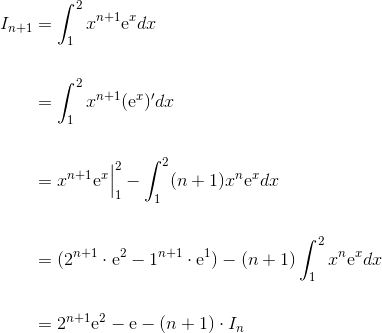 I_{n+1} = \int_1^2 x^{n+1} e^x dx
= \int_1^2 x^{n+1} (e^x)' dx
= x^{n+1} e^x \Big|_1^2 - \int_1^2 (n+1) x^n e^x dx
= (2^{n+1} \cdot e^2 - 1^{n+1} \cdot e^1) - (n+1) \int_1^2 x^n e^x dx
= 2^{n+1} e^2 - e - (n+1) \cdot I_n